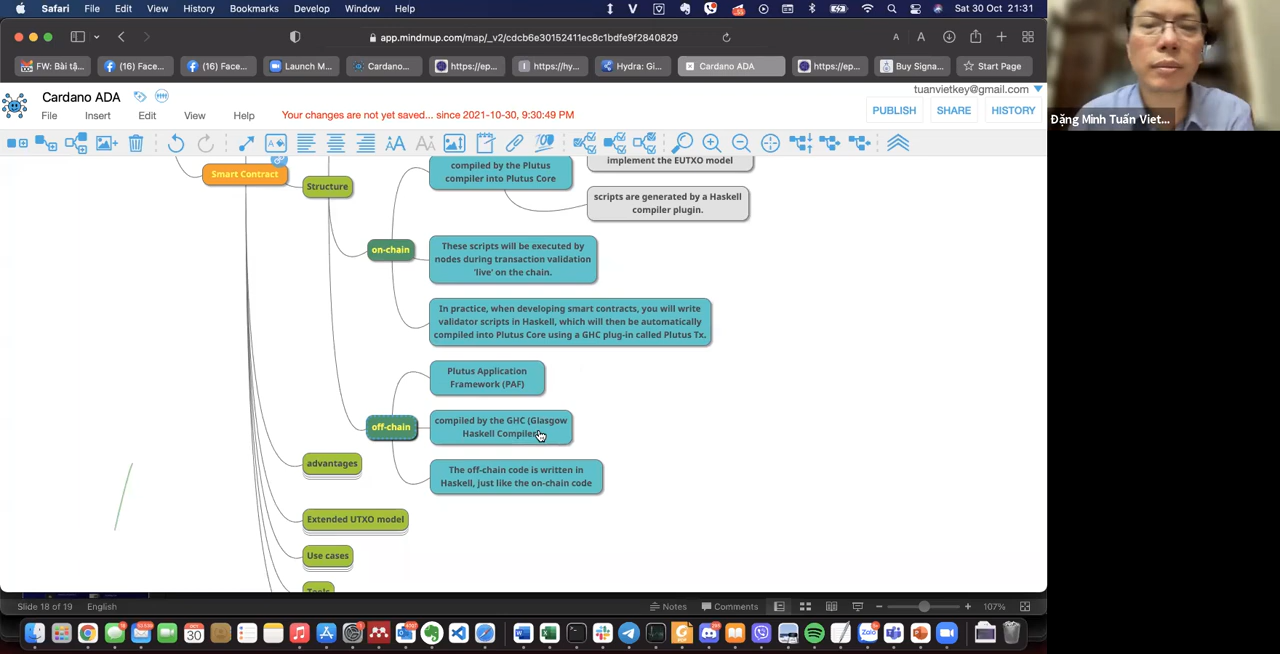 Safari File Edit View History Bookmarks Develop Window Help
Sat 30 Oct 21:31
app.mindmup.com/map/_v2/cdcb6e30152411ec8c1bdfe9f2840829
FW: Bài tậ...
(16) Face...
(16) Face...
Launch M...
Cardano...
https://ep...
https://hy...
Hydra: Gi...
Cardano ADA
https://ep...
Buy Signa...
Start Page
Cardano ADA
tuanvietkey@gmail.com
File Insert Edit View Help
Your changes are not yet saved... since 2021-10-30, 9:30:49 PM
PUBLISH SHARE HISTORY
Đặng Minh Tuấn Viet...
Smart Contract
Structure
compiled by the Plutus
compiler into Plutus Core
implement the EUTXO model
scripts are generated by a Haskell
compiler plugin.
on-chain
These scripts will be executed by
nodes during transaction validation
'live' on the chain.
In practice, when developing smart contracts, you will write
validator scripts in Haskell, which will then be automatically
compiled into Plutus Core using a GHC plug-in called Plutus Tx.
Plutus Application
Framework (PAF)
off-chain
compiled by the GHC (Glasgow
Haskell Compiler
The off-chain code is written in
Haskell, just like the on-chain code
advantages
Extended UTXO model
Use cases
Tools
Slide 18 of 19 English
Notes Comments 107%
OCT
30
Zalo